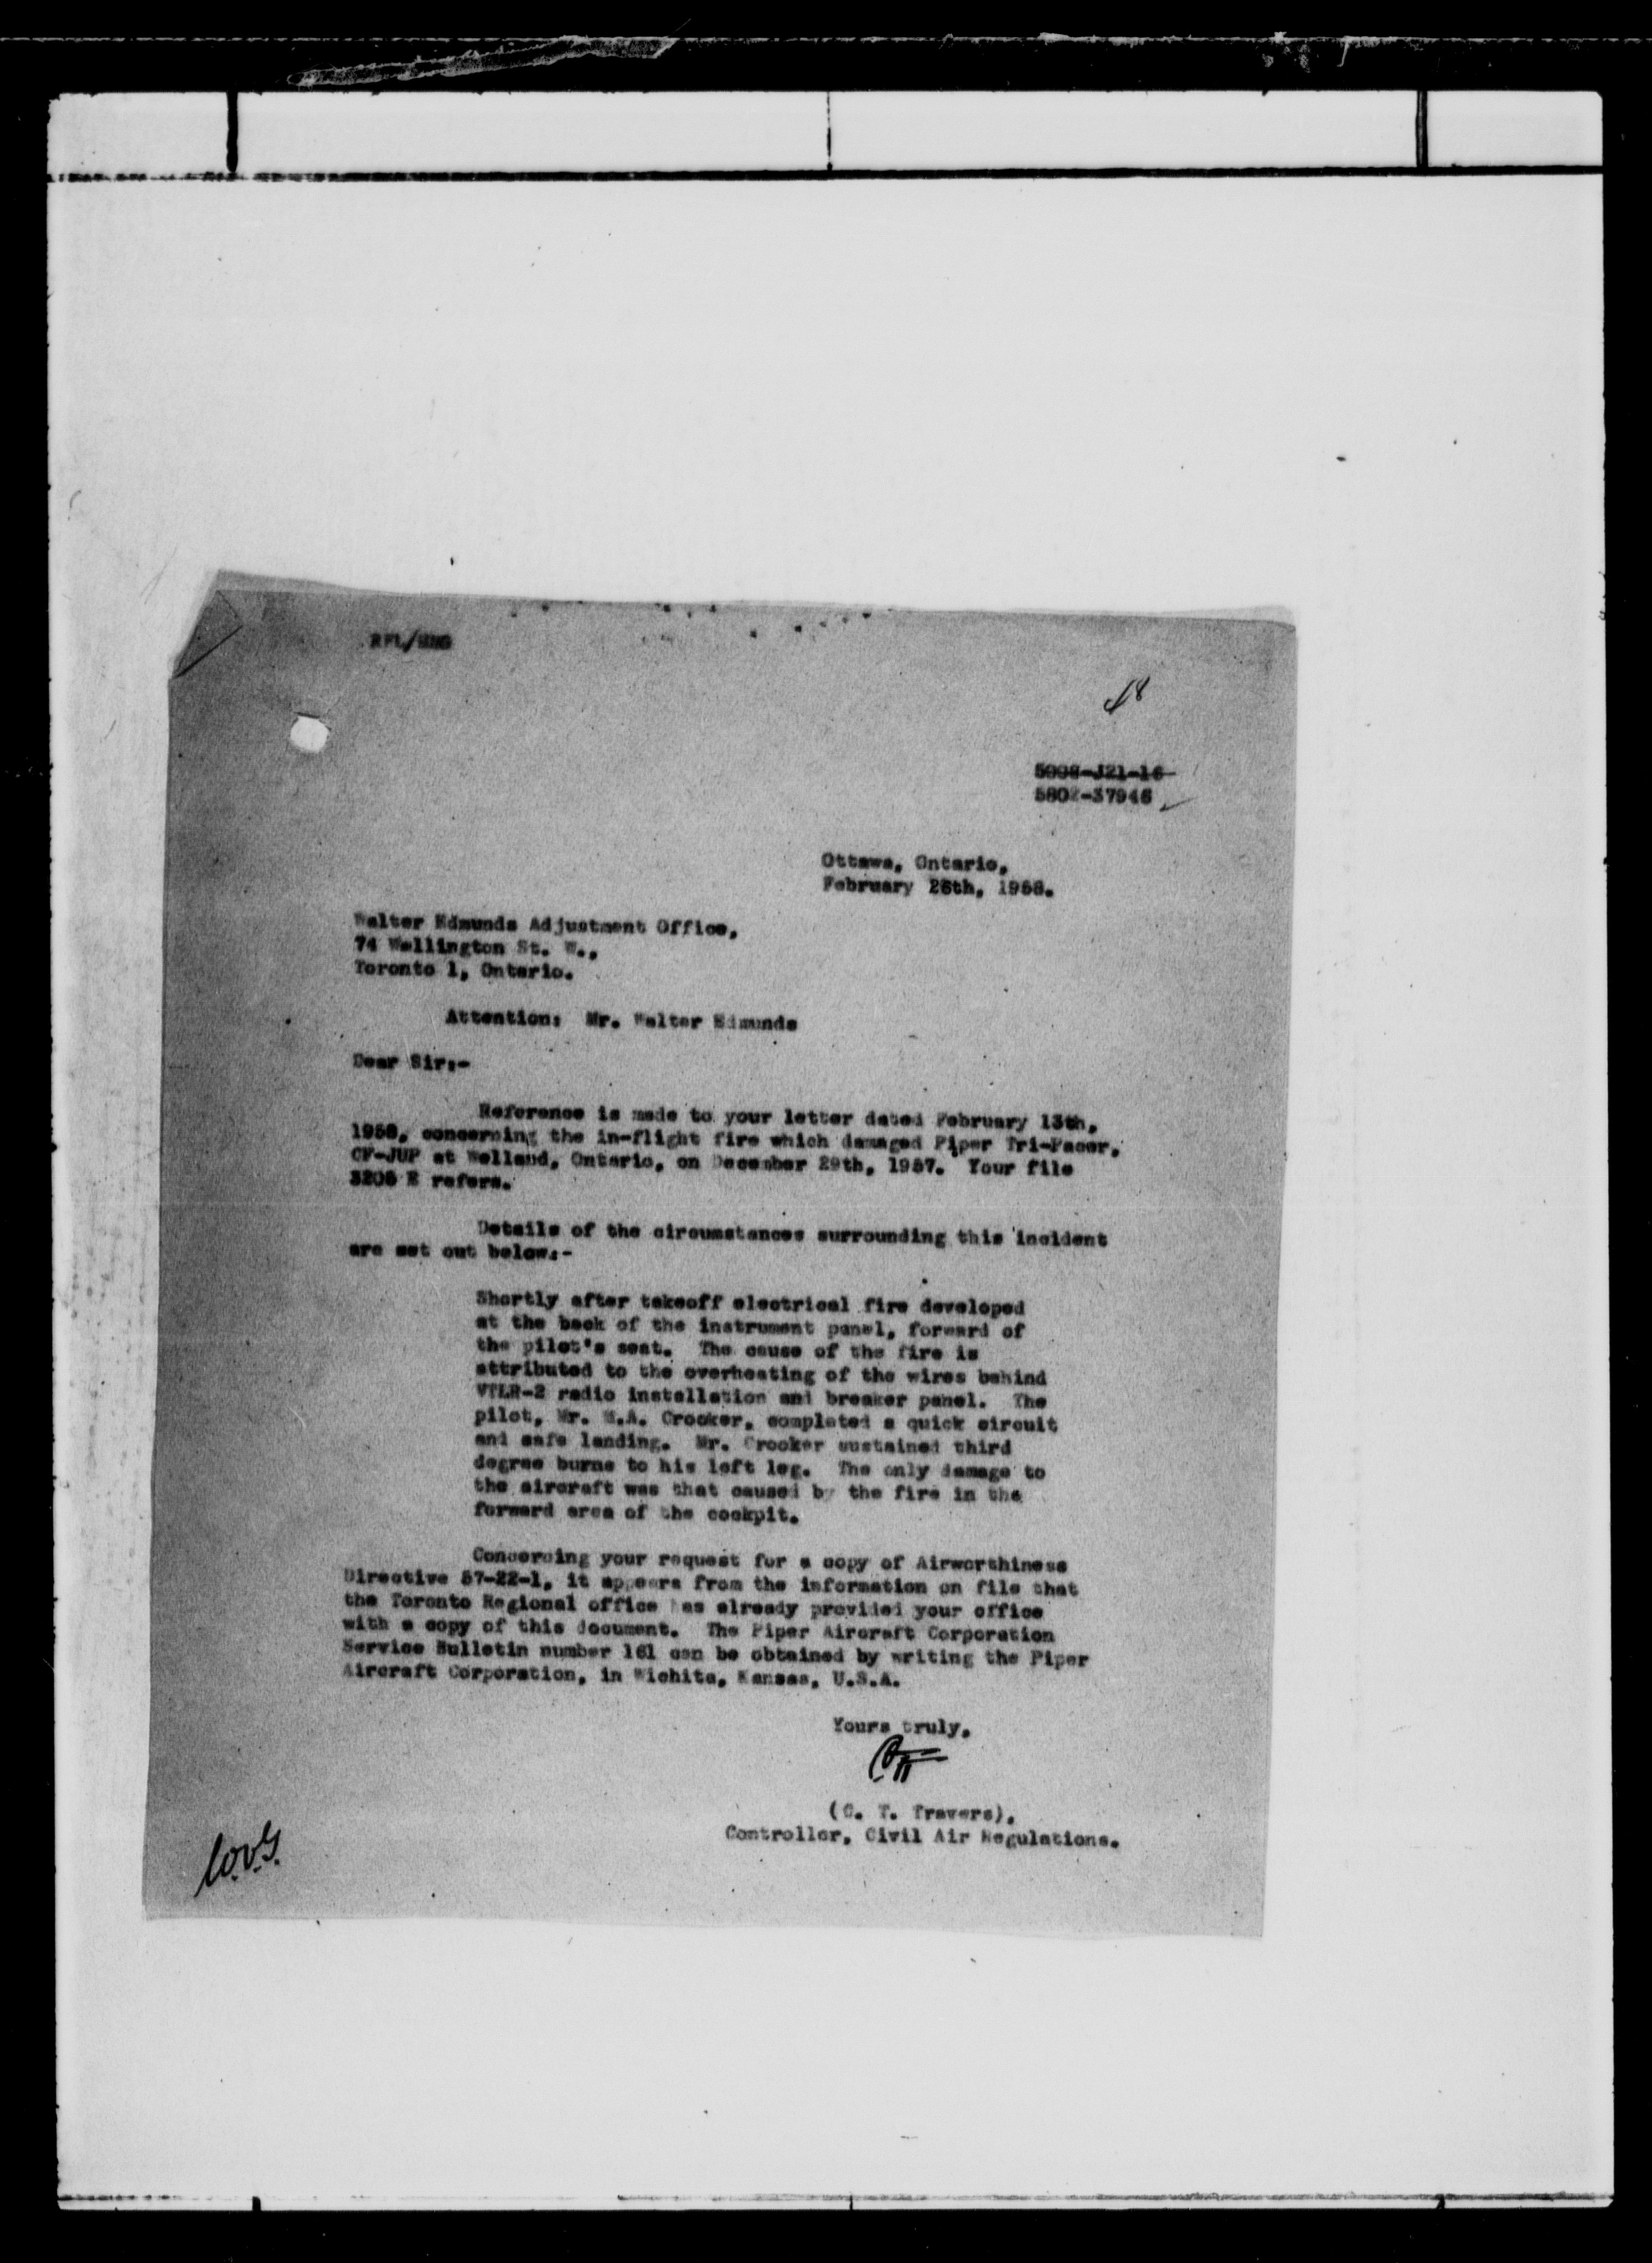 48
5008-J21-16
5802-37946
Ottawa, Ontario,
February 26th, 1958.
Walter Edmunds Adjustment Office,
74 Wellington St. W.,
Toronto 1, Ontario.
Attention: Mr. Walter Edmunds
Dear Sir:-
Reference is made to your letter dated February 13th,
1958, concerning the in-flight fire which damaged Piper Tri-Pacer,
CF-JUP at Welland, Ontario, on December 29th, 1957. Your file
3206 E refers.
Details of the circumstances surrounding this incident
are set out below:-
Shortly after takeoff electrical fire developed
at the back of the instrument panel, forward of
the pilot's seat. The cause of the fire is
attributed to the overheating of the wires behind
VTLR-2 radio installation and breaker panel. The
pilot, Mr. M.A. Crooker, completed a quick circuit
and safe landing. Mr. Crooker sustained third
degree burns to his left leg. The only damage to
the aircraft was that caused by the fire in the
forward area of the cockpit.
Concerning your request for a copy of Airworthiness
Directive 57-22-1, it appears from the information on file that
the Toronto Regional office has already provided your office
with a copy of this document. The Piper Aircraft Corporation
Service Bulletin number 161 can be obtained by writing the Piper
Aircraft Corporation, in Wichita, Kansas, U.S.A.
Yours truly,
(C. T. Travers),
Controller, Civil Air Regulations.